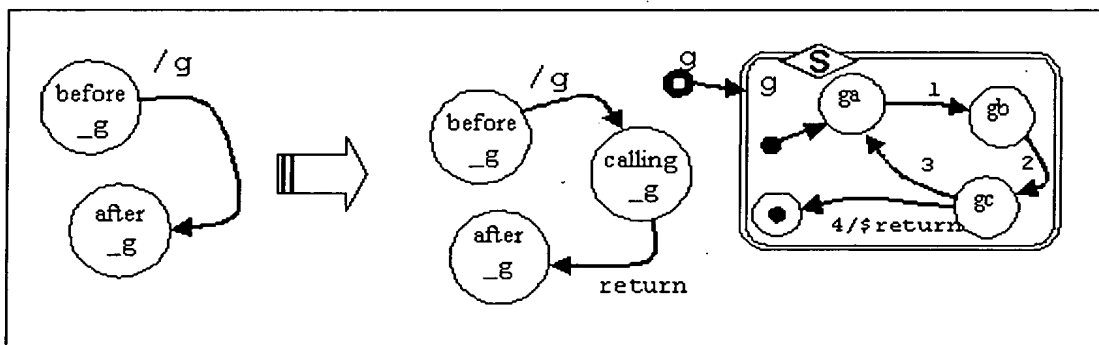 /g
before
_g
after
_g
/g
before
_g
calling
_g
after
_g
return
g
S
g
ga
1
gb
2
3
gc
4/$return